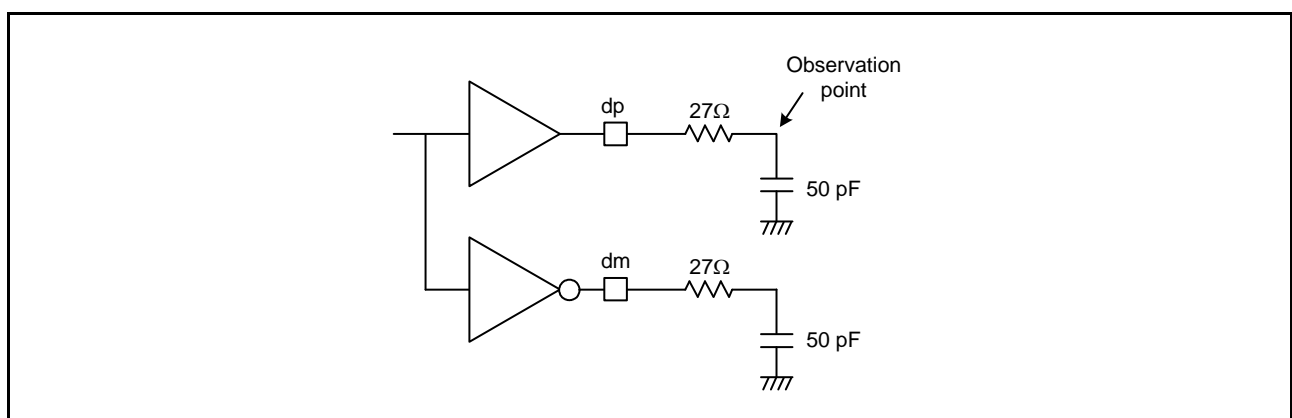 Observation
point
dp
27Ω
50 pF
dm
27Ω
50 pF